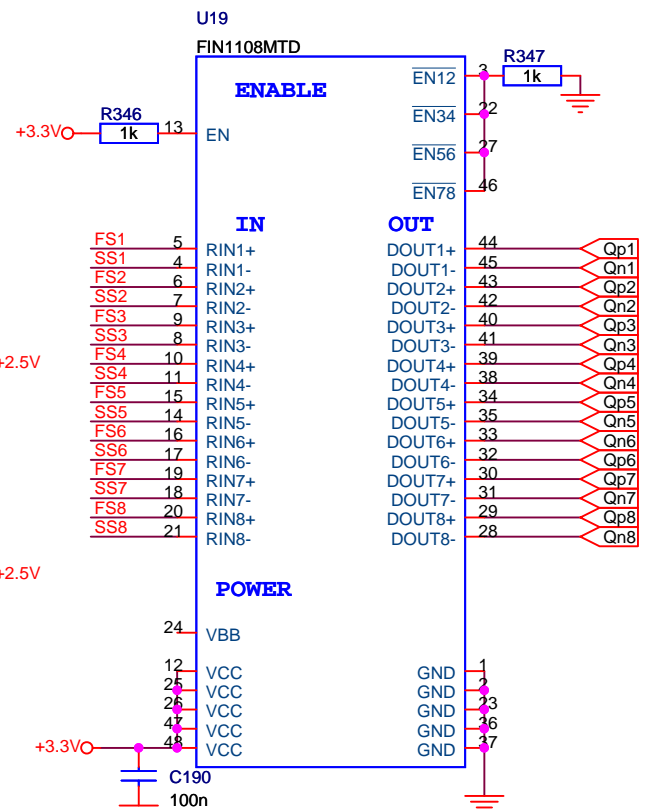 U19
FIN1108MTD
ENABLE
EN12 3 R347 1k
EN34 22
R346
+3.3V 1k 13 EN
EN56 27
EN78 46
IN OUT
FS1 5 RIN1+ DOUT1+ 44 Qp1
SS1 4 RIN1- DOUT1- 45 Qn1
FS2 6 RIN2+ DOUT2+ 43 Qp2
SS2 7 RIN2- DOUT2- 42 Qn2
FS3 9 RIN3+ DOUT3+ 40 Qp3
SS3 8 RIN3- DOUT3- 41 Qn3
+2.5V
FS4 10 RIN4+ DOUT4+ 39 Qp4
SS4 11 RIN4- DOUT4- 38 Qn4
FS5 15 RIN5+ DOUT5+ 34 Qp5
SS5 14 RIN5- DOUT5- 35 Qn5
FS6 16 RIN6+ DOUT6+ 33 Qn6
SS6 17 RIN6- DOUT6- 32 Qp6
FS7 19 RIN7+ DOUT7+ 30 Qp7
SS7 18 RIN7- DOUT7- 31 Qn7
FS8 20 RIN8+ DOUT8+ 29 Qp8
SS8 21 RIN8- DOUT8- 28 Qn8
+2.5V
POWER
24 VBB
12 VCC GND 1
25 VCC GND 2
26 VCC GND 23
47 VCC GND 36
+3.3V 48 VCC GND 37
C190
100n